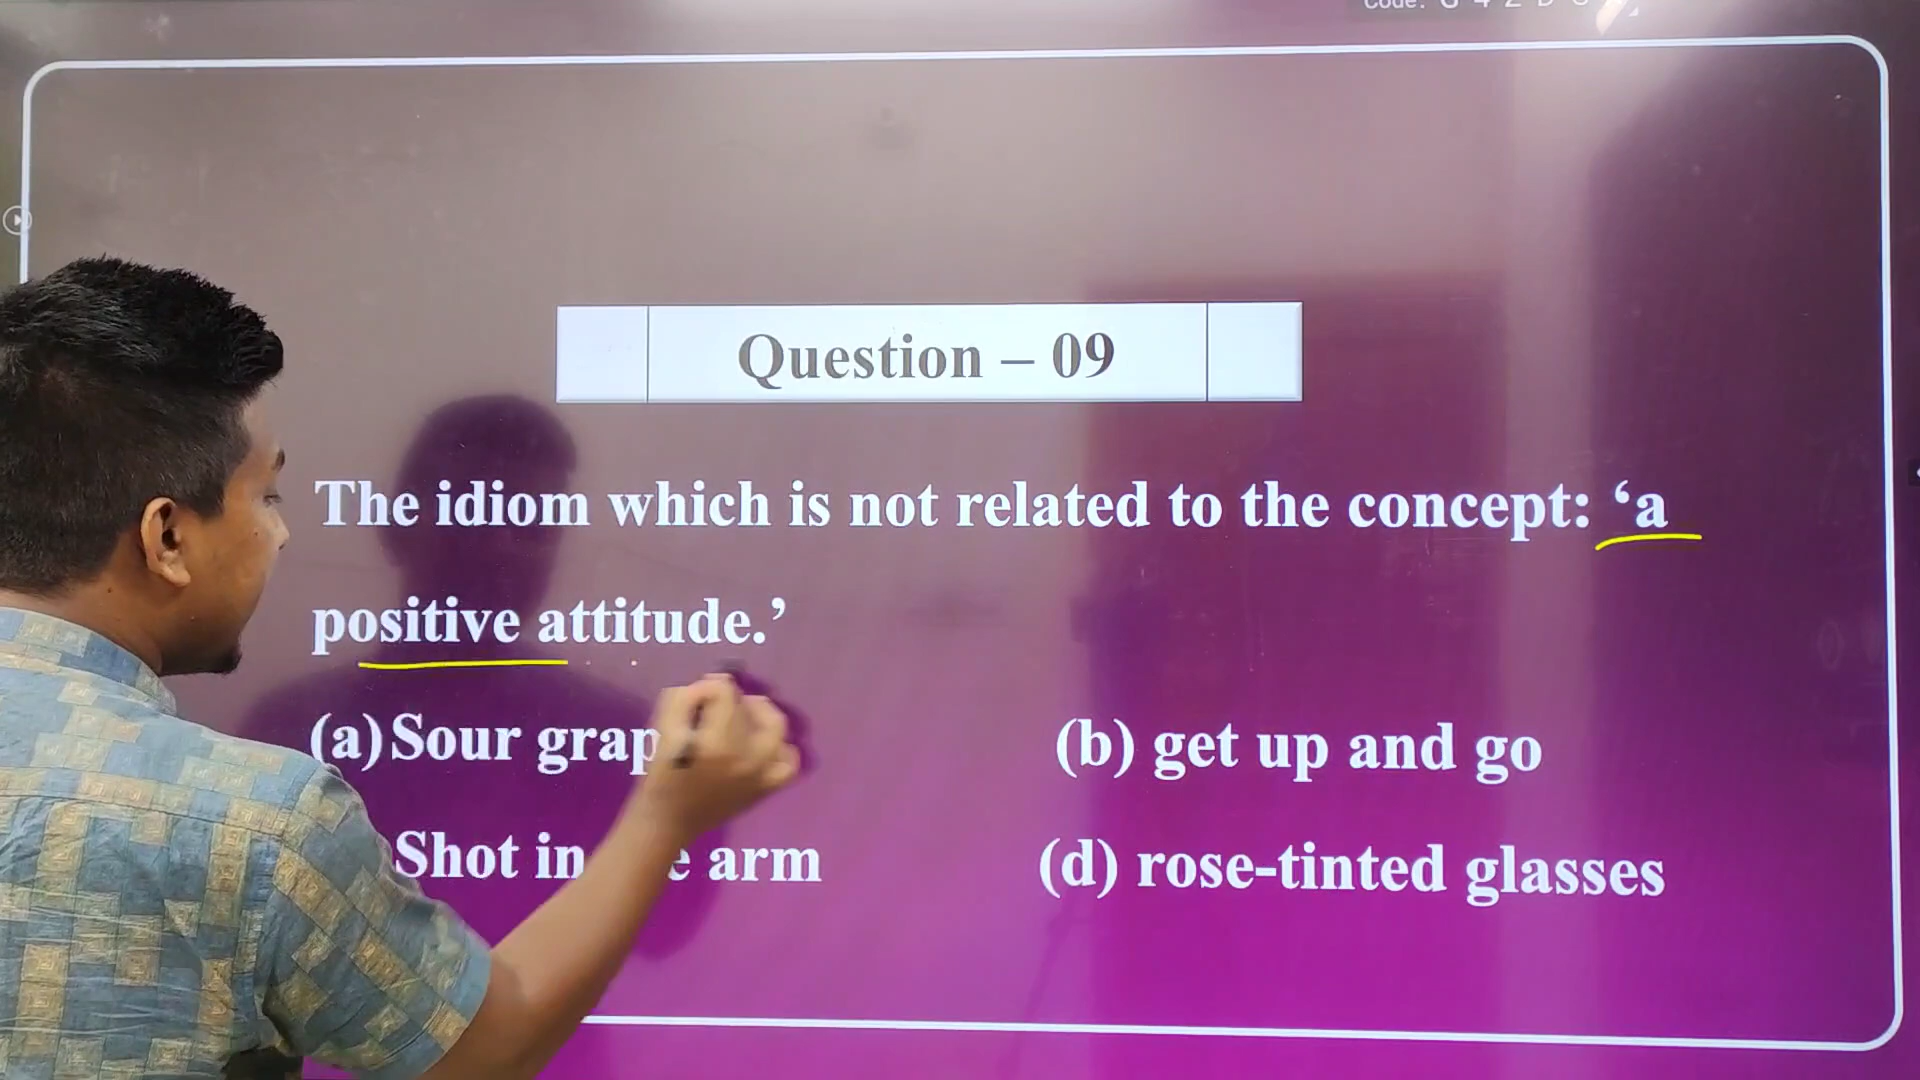 Code:
Question – 09
The idiom which is not related to the concept: ‘a
positive attitude.’
(a) Sour (b) get up and go
Shot in arm (d) rose-tinted glasses